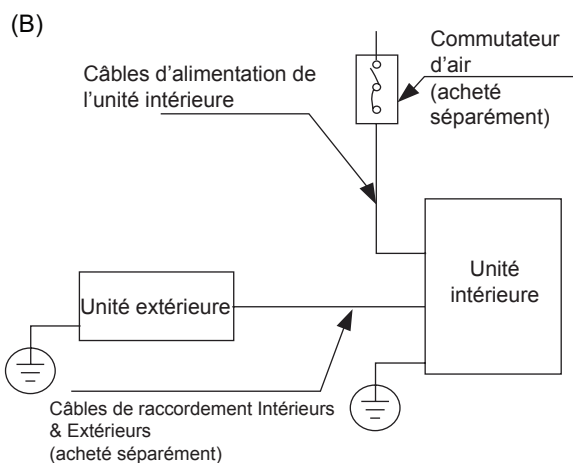 (B)
Commutateur
d'air
(acheté
séparément)
Câbles d'alimentation de
l'unité intérieure
Unité
intérieure
Unité extérieure
Câbles de raccordement Intérieurs
& Extérieurs
(acheté séparément)